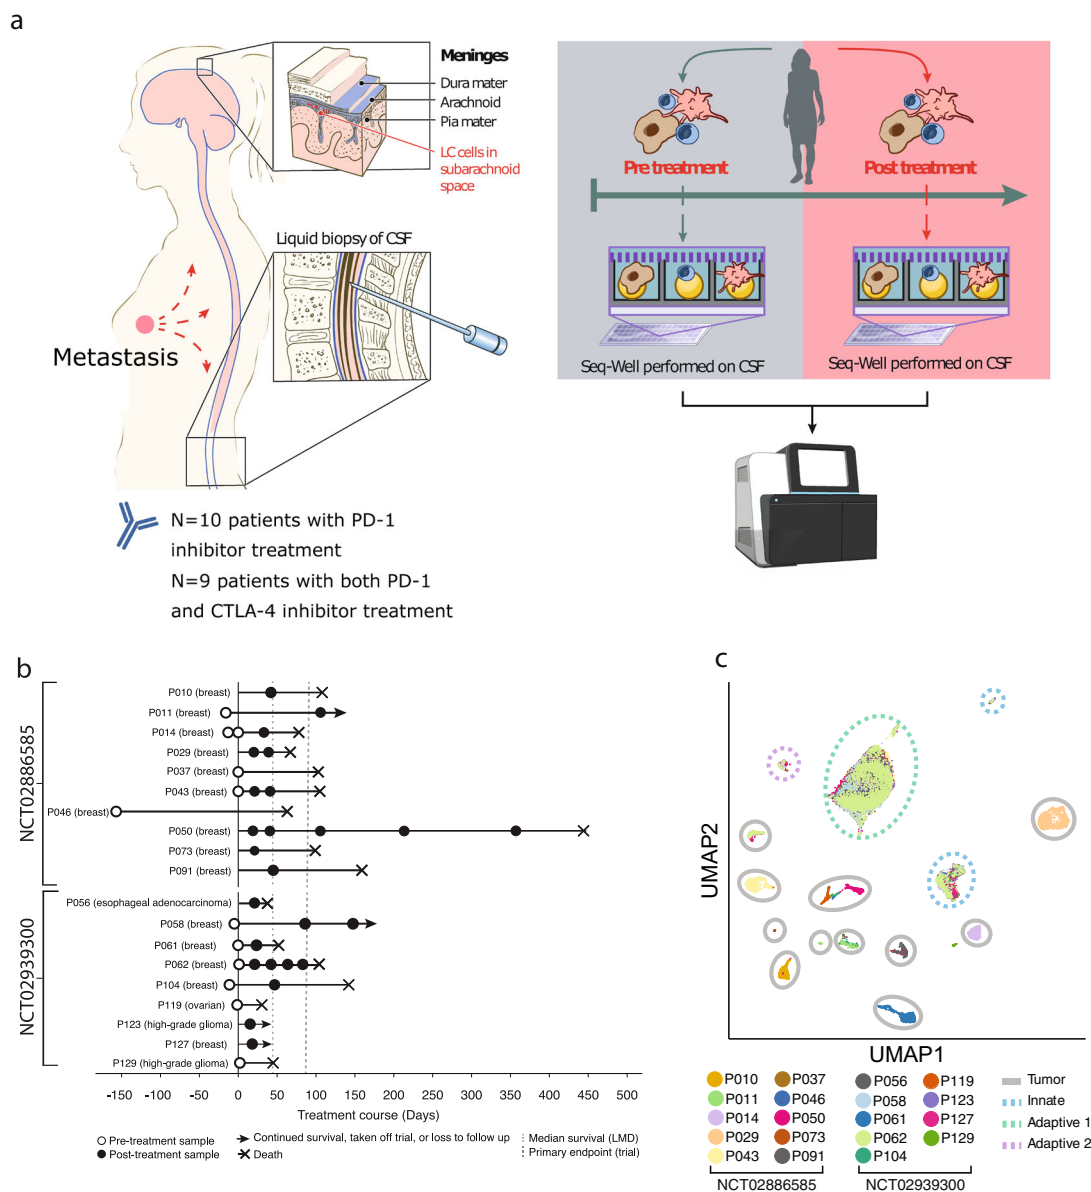 a
Meninges
Dura mater
Arachnoid
Pia mater
LC cells in
subarachnoid
space
Liquid biopsy of CSF
Metastasis
N=10 patients with PD-1
inhibitor treatment
N=9 patients with both PD-1
and CTLA-4 inhibitor treatment
Pre treatment
Post treatment
Seq-Well performed on CSF
Seq-Well performed on CSF
b
NCT02886585
P010 (breast)
P011 (breast)
P014 (breast)
P029 (breast)
P037 (breast)
P043 (breast)
P046 (breast)
P050 (breast)
P073 (breast)
P091 (breast)
NCT02939300
P056 (esophageal adenocarcinoma)
P058 (breast)
P061 (breast)
P062 (breast)
P104 (breast)
P119 (ovarian)
P123 (high-grade glioma)
P127 (breast)
P129 (high-grade glioma)
-150 -100 -50 0 50 100 150 200 250 300 350 400 450 500
Treatment course (Days)
Pre-treatment sample
Post-treatment sample
Continued survival, taken off trial, or loss to follow up
Death
Median survival (LMD)
Primary endpoint (trial)
c
UMAP2
UMAP1
P010 P037 P056 P119 Tumor
P011 P046 P058 P123 Innate
P014 P050 P061 P127 Adaptive 1
P029 P073 P062 P129 Adaptive 2
P043 P091 P104
NCT02886585 NCT02939300